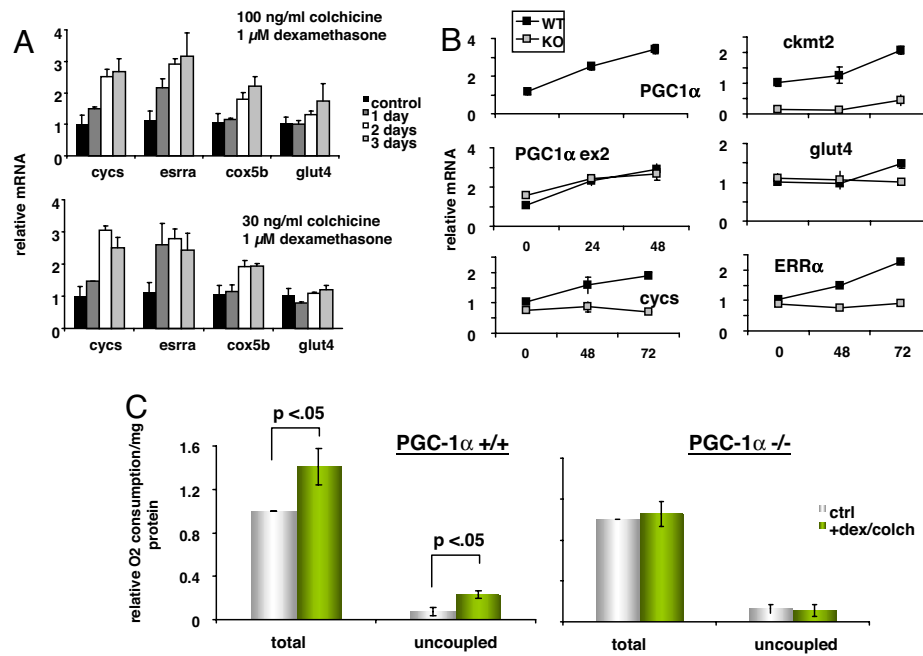 A
100 ng/ml colchicine
1 µM dexamethasone
4
3
2
1
0
cycs
esrra
cox5b
glut4
control
1 day
2 days
3 days
relative mRNA
30 ng/ml colchicine
1 µM dexamethasone
4
3
2
1
0
cycs
esrra
cox5b
glut4
B
WT
KO
relative mRNA
4
2
0
PGC1α
4
2
0
PGC1α ex2
0
24
48
2
1
0
cycs
0
48
72
ckmt2
2
1
0
glut4
2
1
0
ERRα
2
1
0
0
48
72
C
relative O2 consumption/mg
protein
1.6
1.2
0.8
0.4
0
p <.05
p <.05
PGC-1α +/+
total
uncoupled
PGC-1α -/-
ctrl
+dex/colch
total
uncoupled